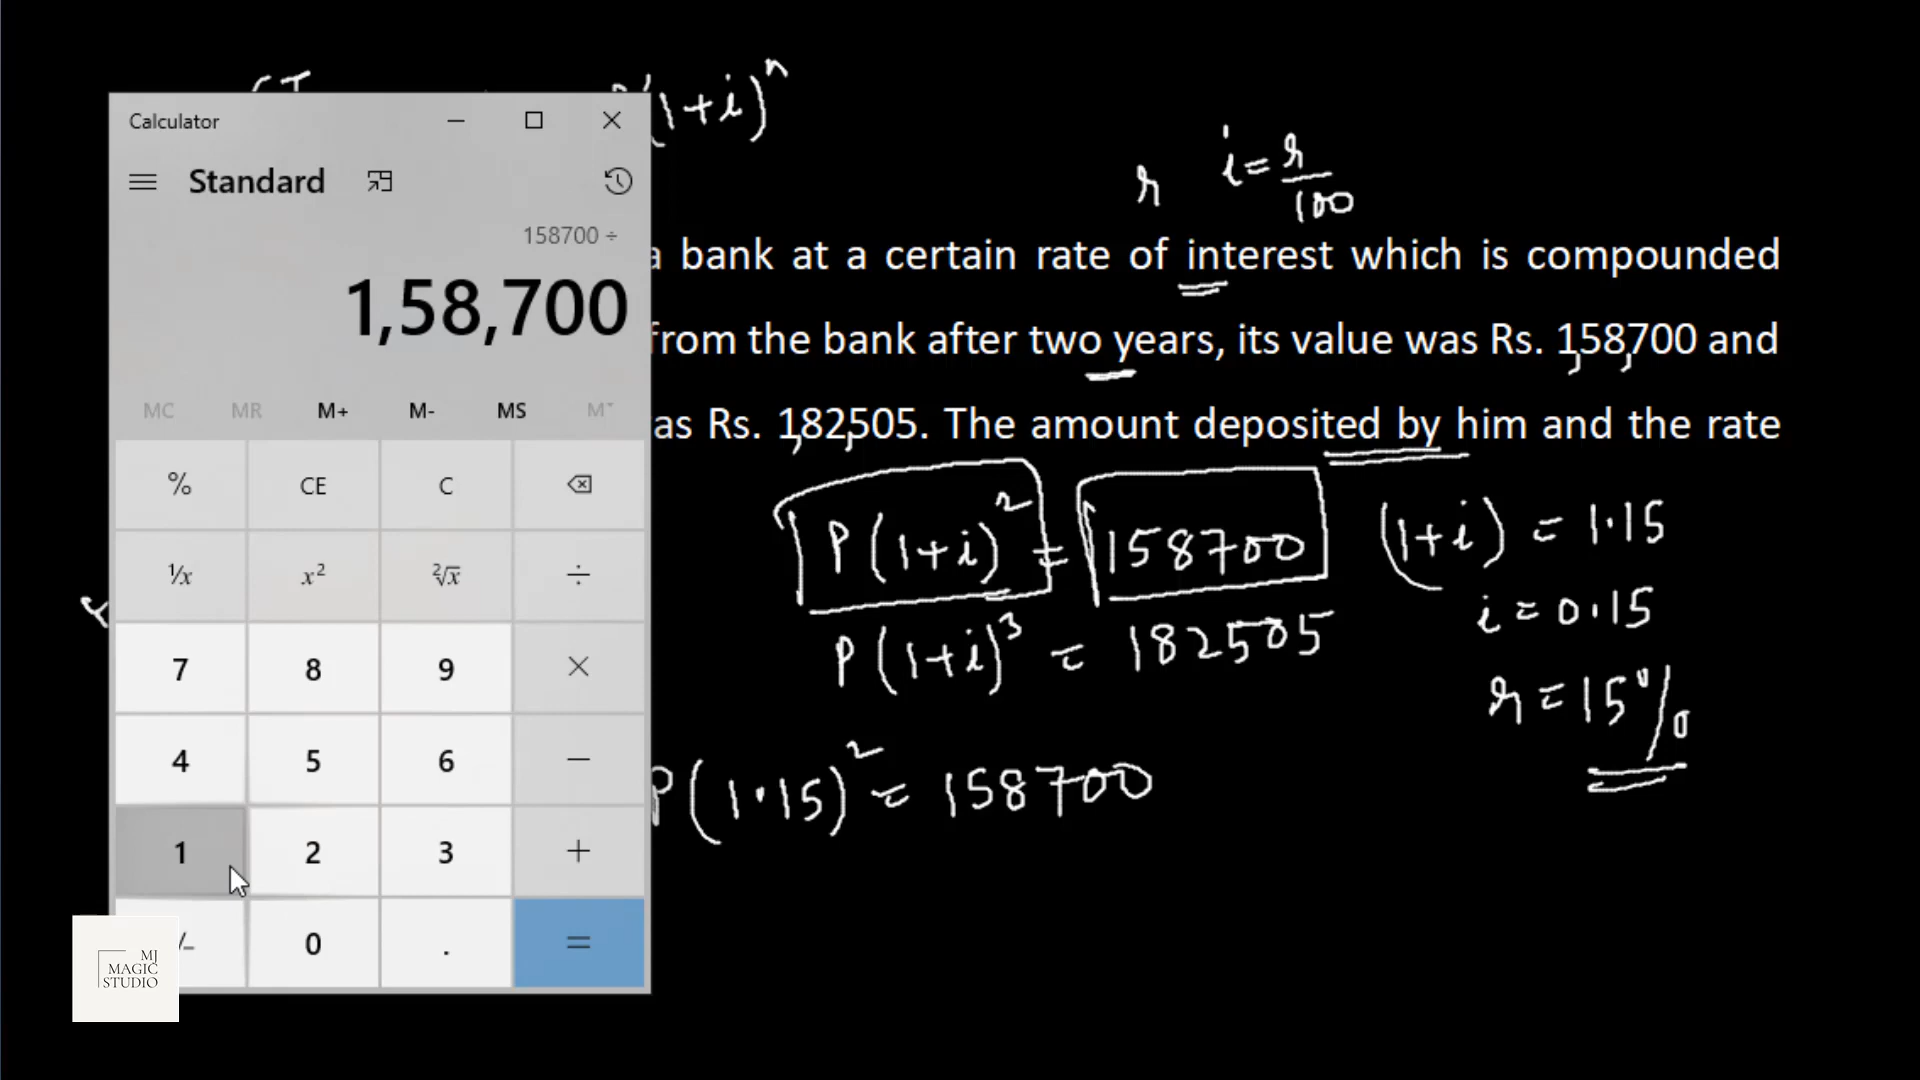 (1+i)^n
r i = r/100
Calculator
Standard
158700 ÷
1,58,700
MC MR M+ M- MS M˅
% CE C ⌫
¹/x x² ²√x ÷
7 8 9 ×
4 5 6 −
1 2 3 +
0 . =
a bank at a certain rate of interest which is compounded
from the bank after two years, its value was Rs. 158700 and
as Rs. 182505. The amount deposited by him and the rate
P(1+i)² = 158700
P(1+i)³ = 182505
P(1.15)² = 158700
(1+i) = 1.15
i = 0.15
r = 15%
MJ
MAGIC
STUDIO